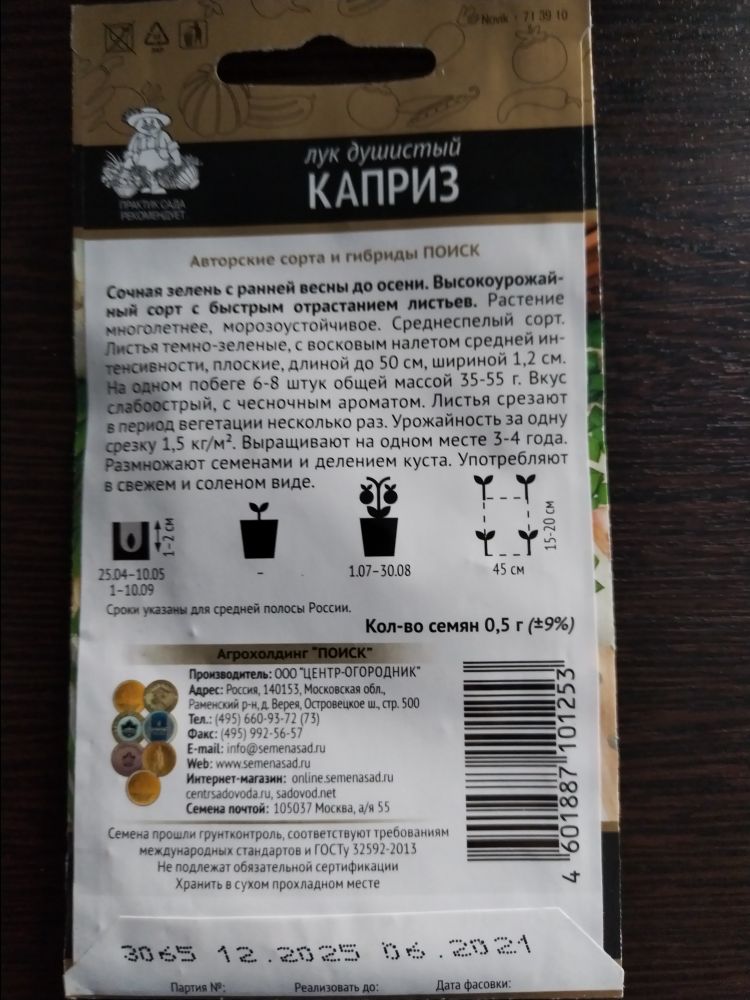 Novik · 71 39 10
5/2
лук душистый
КАПРИЗ
ПРАКТИК САДА
РЕКОМЕНДУЕТ
Авторские сорта и гибриды ПОИСК
Сочная зелень с ранней весны до осени. Высокоурожай-
ный сорт с быстрым отрастанием листьев. Растение
многолетнее, морозоустойчивое. Среднеспелый сорт.
Листья темно-зеленые, с восковым налетом средней ин-
тенсивности, плоские, длиной до 50 см, шириной 1,2 см.
На одном побеге 6-8 штук общей массой 35-55 г. Вкус
слабоострый, с чесночным ароматом. Листья срезают
в период вегетации несколько раз. Урожайность за одну
срезку 1,5 кг/м². Выращивают на одном месте 3-4 года.
Размножают семенами и делением куста. Употребляют
в свежем и соленом виде.
1–2 см
15-20 см
25.04–10.05
1–10.09
–
1.07–30.08
45 см
Сроки указаны для средней полосы России.
Кол-во семян 0,5 г (±9%)
Агрохолдинг "ПОИСК"
Производитель: ООО "ЦЕНТР-ОГОРОДНИК"
Адрес: Россия, 140153, Московская обл.,
Раменский р-н, д. Верея, Островецкое ш., стр. 500
Тел.: (495) 660-93-72 (73)
Факс: (495) 992-56-57
E-mail: info@semenasad.ru
Web: www.semenasad.ru
Интернет-магазин: online.semenasad.ru
centrsadovoda.ru, sadovod.net
Семена почтой: 105037 Москва, а/я 55
4 601887 101253
Семена прошли грунтконтроль, соответствуют требованиям
международных стандартов и ГОСТу 32592-2013
Не подлежат обязательной сертификации
Хранить в сухом прохладном месте
3065 12.2025 06.2021
Партия №: Реализовать до: Дата фасовки: